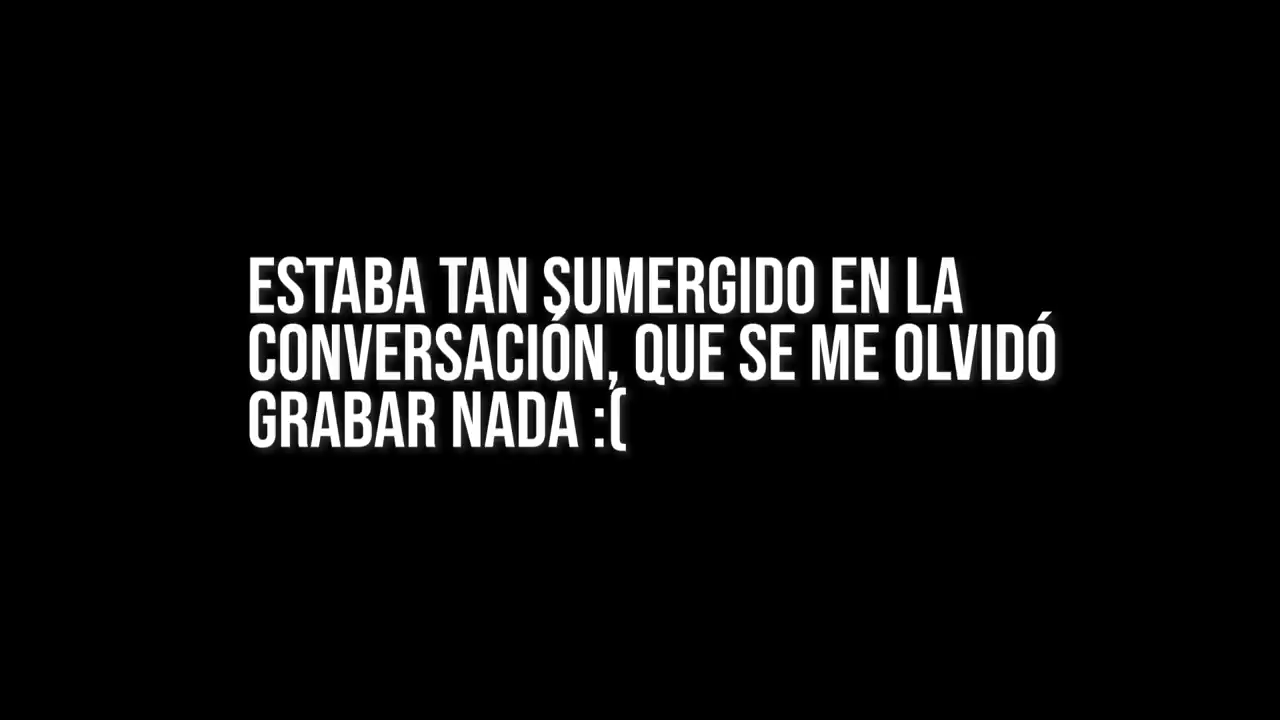 ESTABA TAN SUMERGIDO EN LA
CONVERSACIÓN, QUE SE ME OLVIDÓ
GRABAR NADA :(